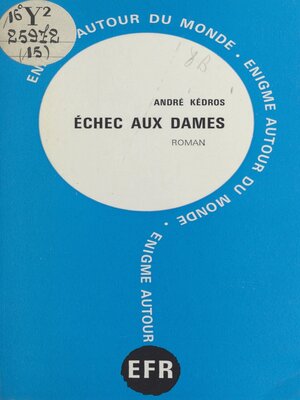 16° Y²
25972
(15)
ENIGME AUTOUR DU MONDE · ENIGME AUTOUR DU MONDE · ENIGME AUTOUR
ANDRÉ KÉDROS
ÉCHEC AUX DAMES
ROMAN
EFR